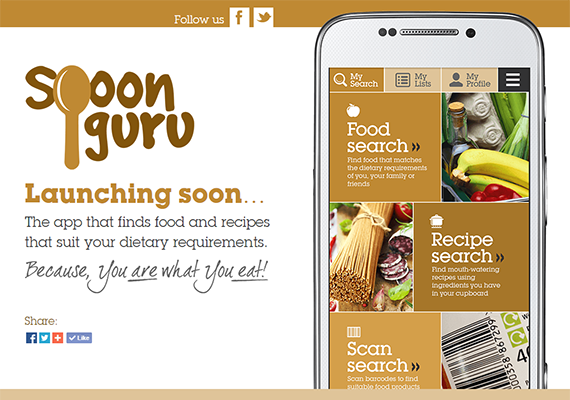 Follow us
Spoon
guru
Launching soon...
The app that finds food and recipes
that suit your dietary requirements.
Because, You are what You eat!
Share:
Like
My
Search
My
Lists
My
Profile
Food
search »
Find food that matches
the dietary requirements
of you, your family or
friends
Recipe
search »
Find mouth-watering
recipes using
ingredients you have
in your cupboard
Scan
search »
Scan barcodes to find
suitable food products